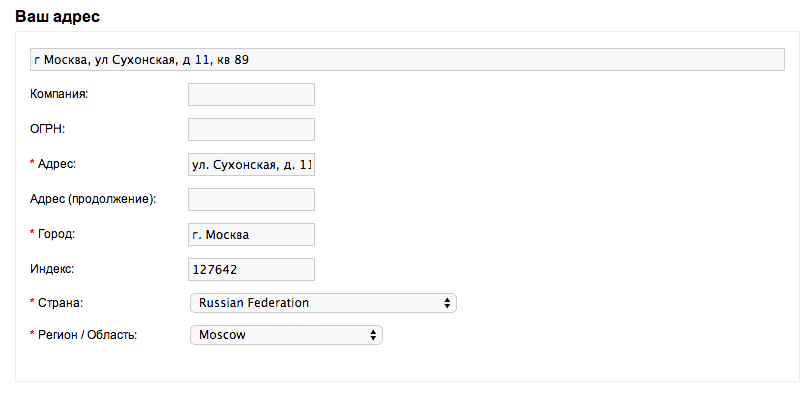 Ваш адрес
г Москва, ул Сухонская, д 11, кв 89
Компания:
ОГРН:
* Адрес: ул. Сухонская, д. 11
Адрес (продолжение):
* Город: г. Москва
Индекс: 127642
* Страна: Russian Federation
* Регион / Область: Moscow